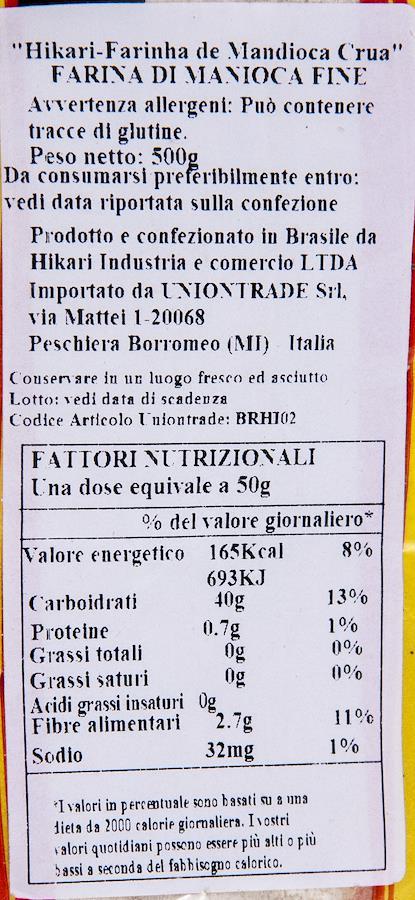 "Hikari-Farinha de Mandioca Crua"
FARINA DI MANIOCA FINE
Avvertenza allergeni: Può contenere
tracce di glutine.
Peso netto: 500g
Da consumarsi preferibilmente entro:
vedi data riportata sulla confezione
Prodotto e confezionato in Brasile da
Hikari Industria e comercio LTDA
Importato da UNIONTRADE Srl,
via Mattei 1-20068
Peschiera Borromeo (MI) Italia
Conservare in un luogo fresco ed asciutto
Lotto: vedi data di scadenza
Codice Articolo Uniontrade: BRHI02
FATTORI NUTRIZIONALI
Una dose equivale a 50g
% del valore giornaliero*
Valore energetico 165Kcal 8%
693KJ
Carboidrati 40g 13%
Proteine 0.7g 1%
Grassi totali 0g 0%
Grassi saturi 0g 0%
Acidi grassi insaturi 0g
Fibre alimentari 2.7g 11%
Sodio 32mg 1%
*I valori in percentuale sono basati su a una
dieta da 2000 calorie giornaliera. I vostri
valori quotidiani possono essere più alti o più
bassi a seconda del fabbisogno calorico.